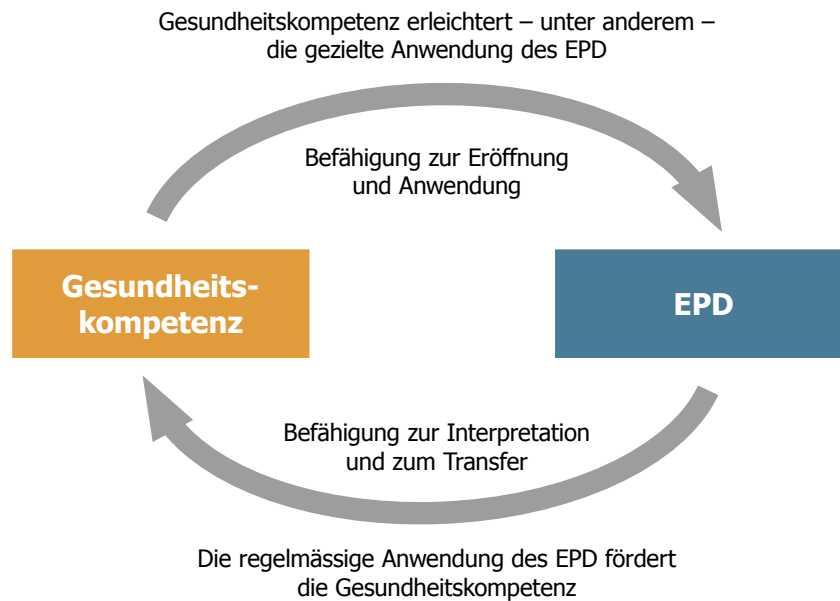 Gesundheitskompetenz erleichtert – unter anderem –
die gezielte Anwendung des EPD
Befähigung zur Eröffnung
und Anwendung
Gesundheits-
kompetenz
EPD
Befähigung zur Interpretation
und zum Transfer
Die regelmässige Anwendung des EPD fördert
die Gesundheitskompetenz